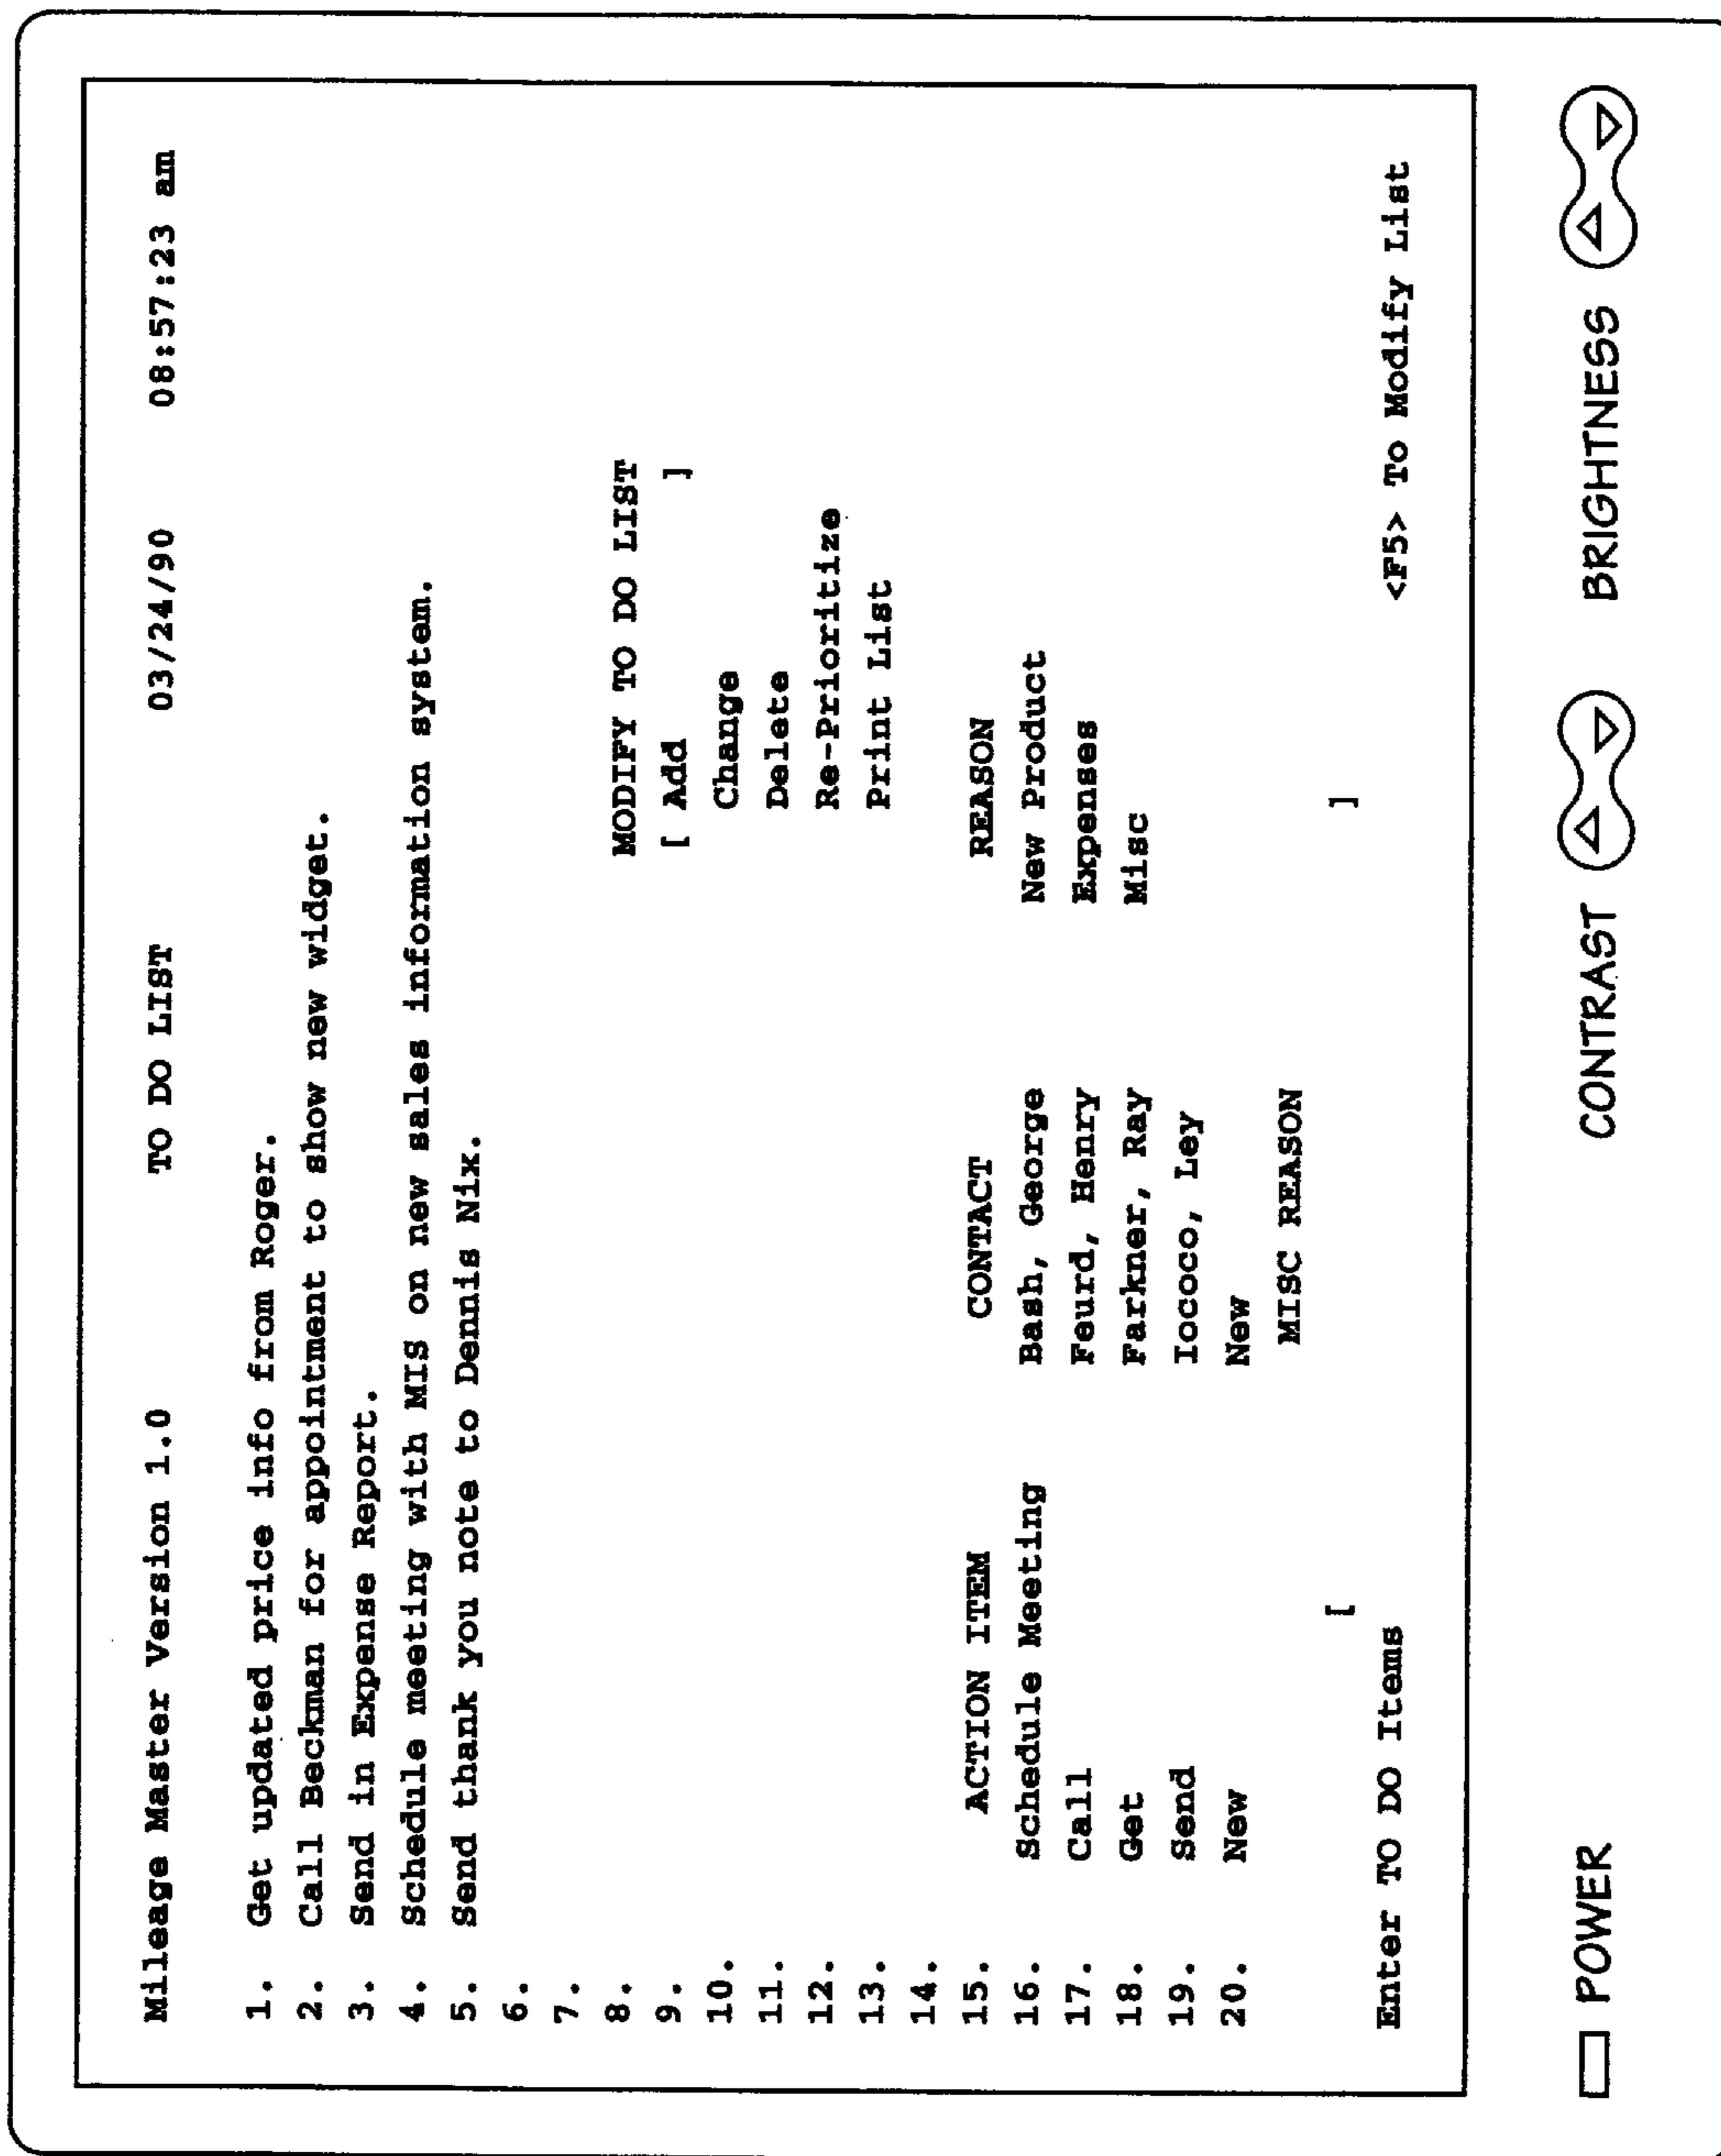 Mileage Master Version 1.0 TO DO LIST 03/24/90 08:57:23 am
1. Get updated price info from Roger.
2. Call Beckman for appointment to show new widget.
3. Send in Expense Report.
4. Schedule meeting with MIS on new sales information system.
5. Send thank you note to Dennis Nix.
6.
7.
8. MODIFY TO DO LIST
9. [ Add ]
10. Change
11. Delete
12. Re-Prioritize
13. Print List
14.
15. ACTION ITEM CONTACT REASON
16. Schedule Meeting Bash, George New Product
17. Call Feurd, Henry Expenses
18. Get Farkner, Ray Misc
19. Send Iococo, Ley
20. New New
MISC REASON
[ ]
Enter TO DO Items <F5> To Modify List
POWER CONTRAST BRIGHTNESS